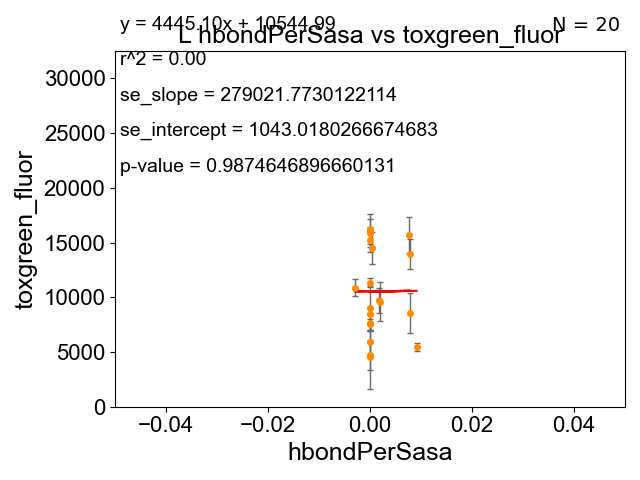 y = 4445.10x + 10544.99
N = 20
L hbondPerSasa vs toxgreen_fluor
r^2 = 0.00
se_slope = 279021.7730122114
se_intercept = 1043.0180266674683
p-value = 0.9874646896660131
30000
25000
20000
15000
10000
5000
0
toxgreen_fluor
−0.04 −0.02 0.00 0.02 0.04
hbondPerSasa